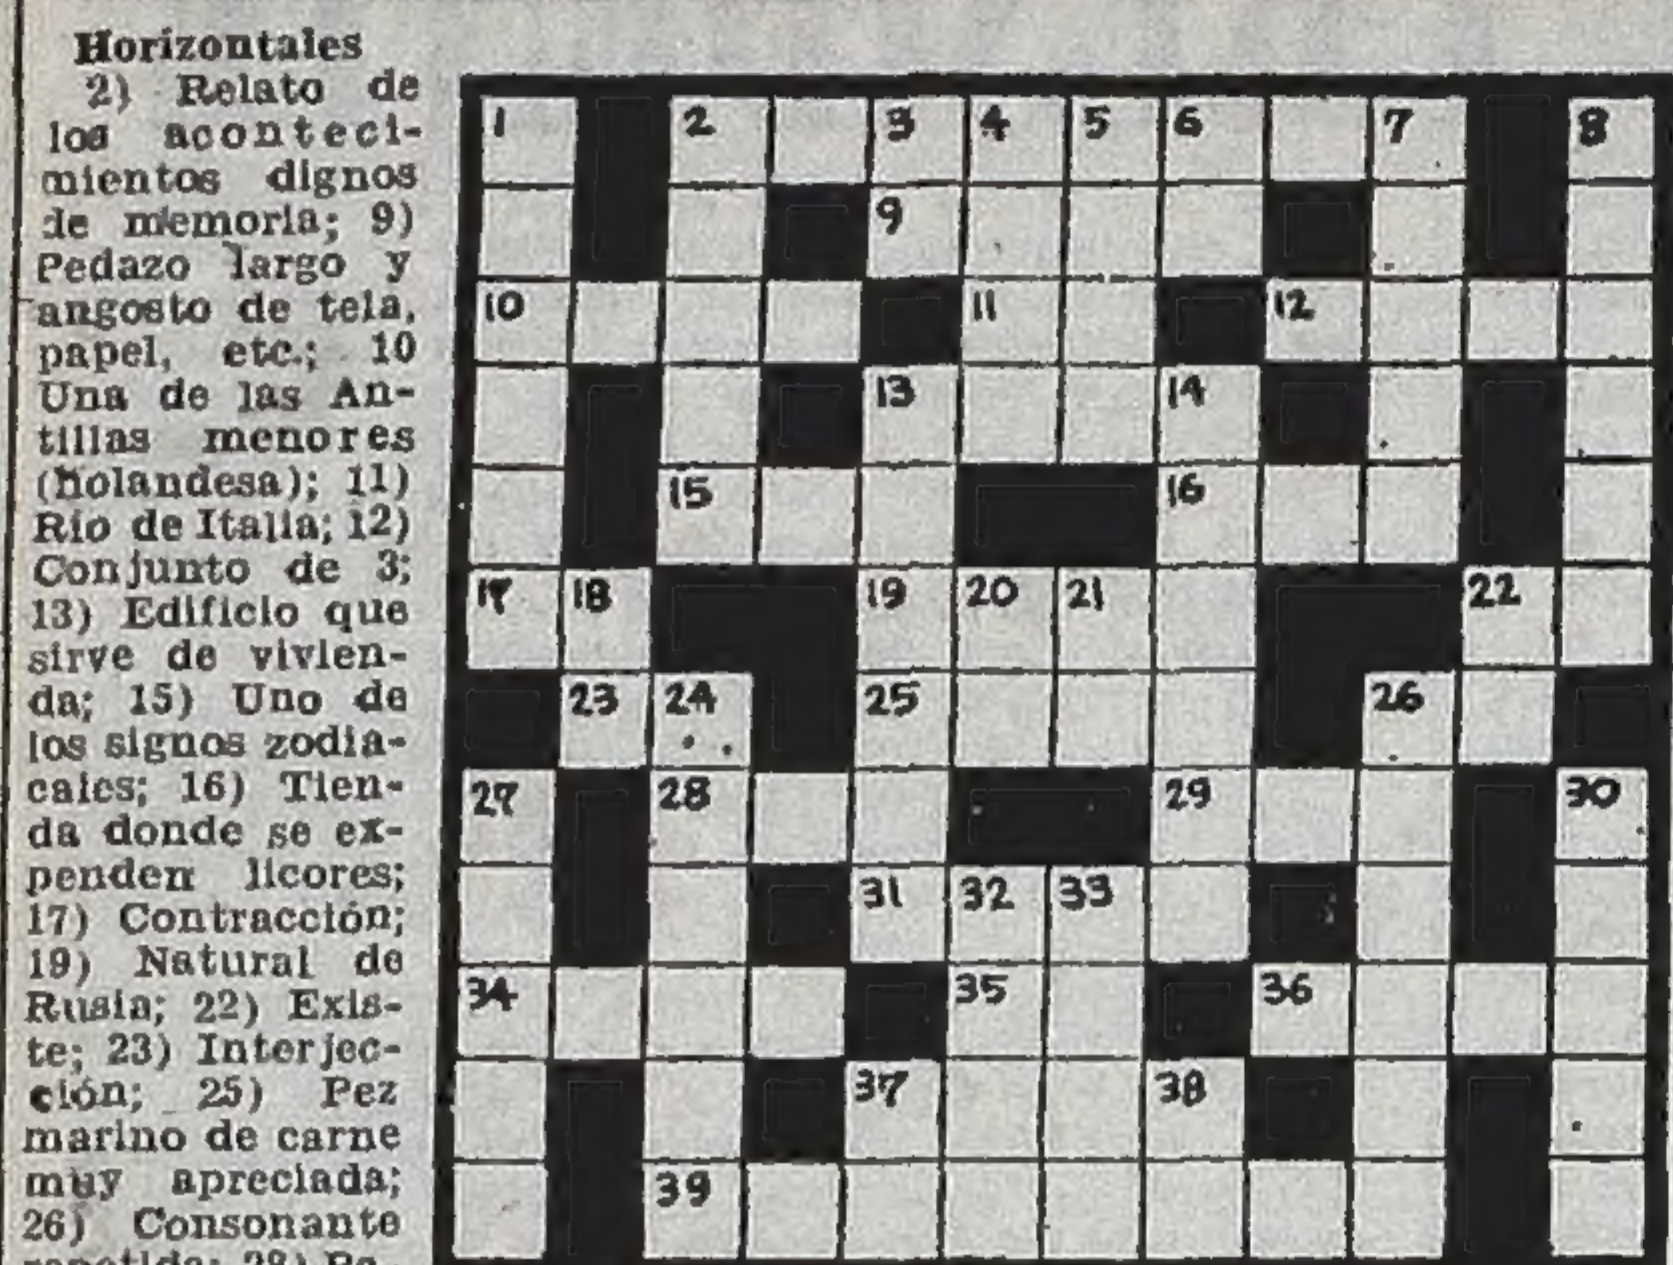 Horizontales
2) Relato de
los aconteci-
mientos dignos
de memoria; 9)
Pedazo largo y
angosto de tela,
papel, etc.; 10
Una de las An-
tillas menores
(holandesa); 11)
Río de Italia; 12)
Conjunto de 3;
13) Edificio que
sirve de vivien-
da; 15) Uno de
los signos zodia-
cales; 16) Tien-
da donde se ex-
penden licores;
17) Contracción;
19) Natural de
Rusia; 22) Exis-
te; 23) Interjec-
ción; 25) Pez
marino de carne
muy apreciada;
26) Consonante
repetida; 28)
1 2 3 4 5 6 7 8
9
10 11 12
13 14
15 16
17 18 19 20 21 22
23 24 25 26
27 28 29 30
31 32 33
34 35 36
37 38
39